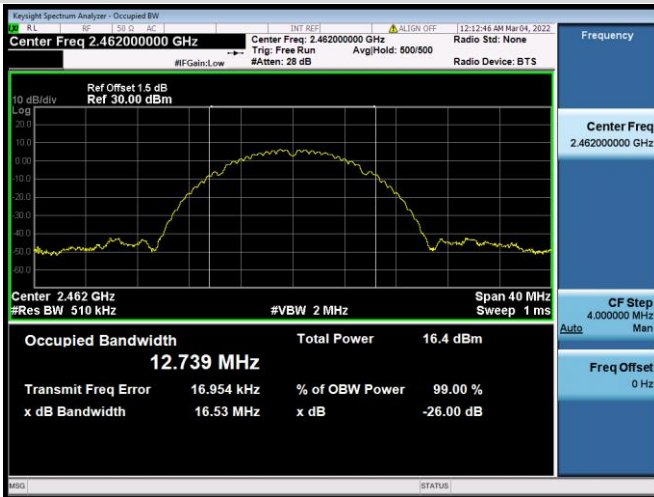 Keysight Spectrum Analyzer - Occupied BW
RL RF 50 Ω AC INT REF ALIGN OFF 12:12:46 AM Mar 04, 2022
Center Freq 2.462000000 GHz
Center Freq: 2.462000000 GHz Radio Std: None
Trig: Free Run Avg|Hold: 500/500
#IFGain:Low #Atten: 28 dB Radio Device: BTS
Ref Offset 1.5 dB
10 dB/div Ref 30.00 dBm
Log
20.0
10.0
0.00
-10.0
-20.0
-30.0
-40.0
-50.0
-60.0
Center 2.462 GHz Span 40 MHz
#Res BW 510 kHz #VBW 2 MHz Sweep 1 ms
Occupied Bandwidth Total Power 16.4 dBm
12.739 MHz
Transmit Freq Error 16.954 kHz % of OBW Power 99.00 %
x dB Bandwidth 16.53 MHz x dB -26.00 dB
MSG STATUS
Frequency
Center Freq
2.462000000 GHz
CF Step
4.000000 MHz
Auto Man
Freq Offset
0 Hz